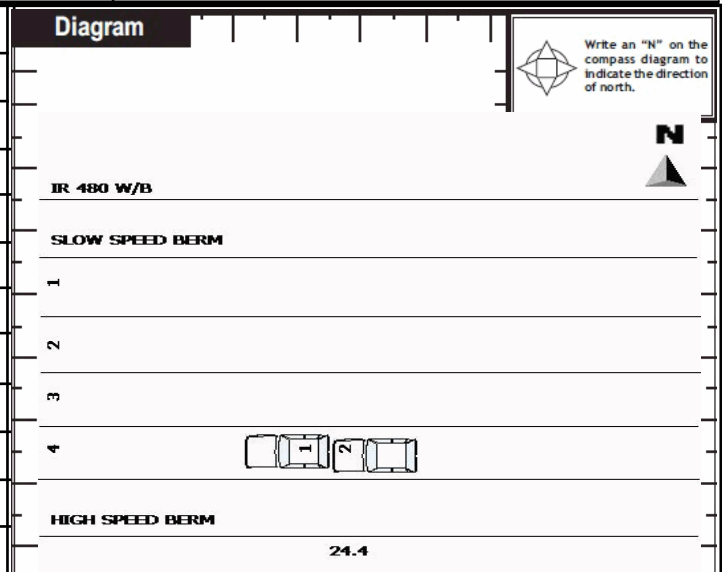 Diagram
Write an “N” on the
compass diagram to
indicate the direction
of north.
N
IR 480 W/B
SLOW SPEED BERM
1
2
3
4
1 2
HIGH SPEED BERM
24.4